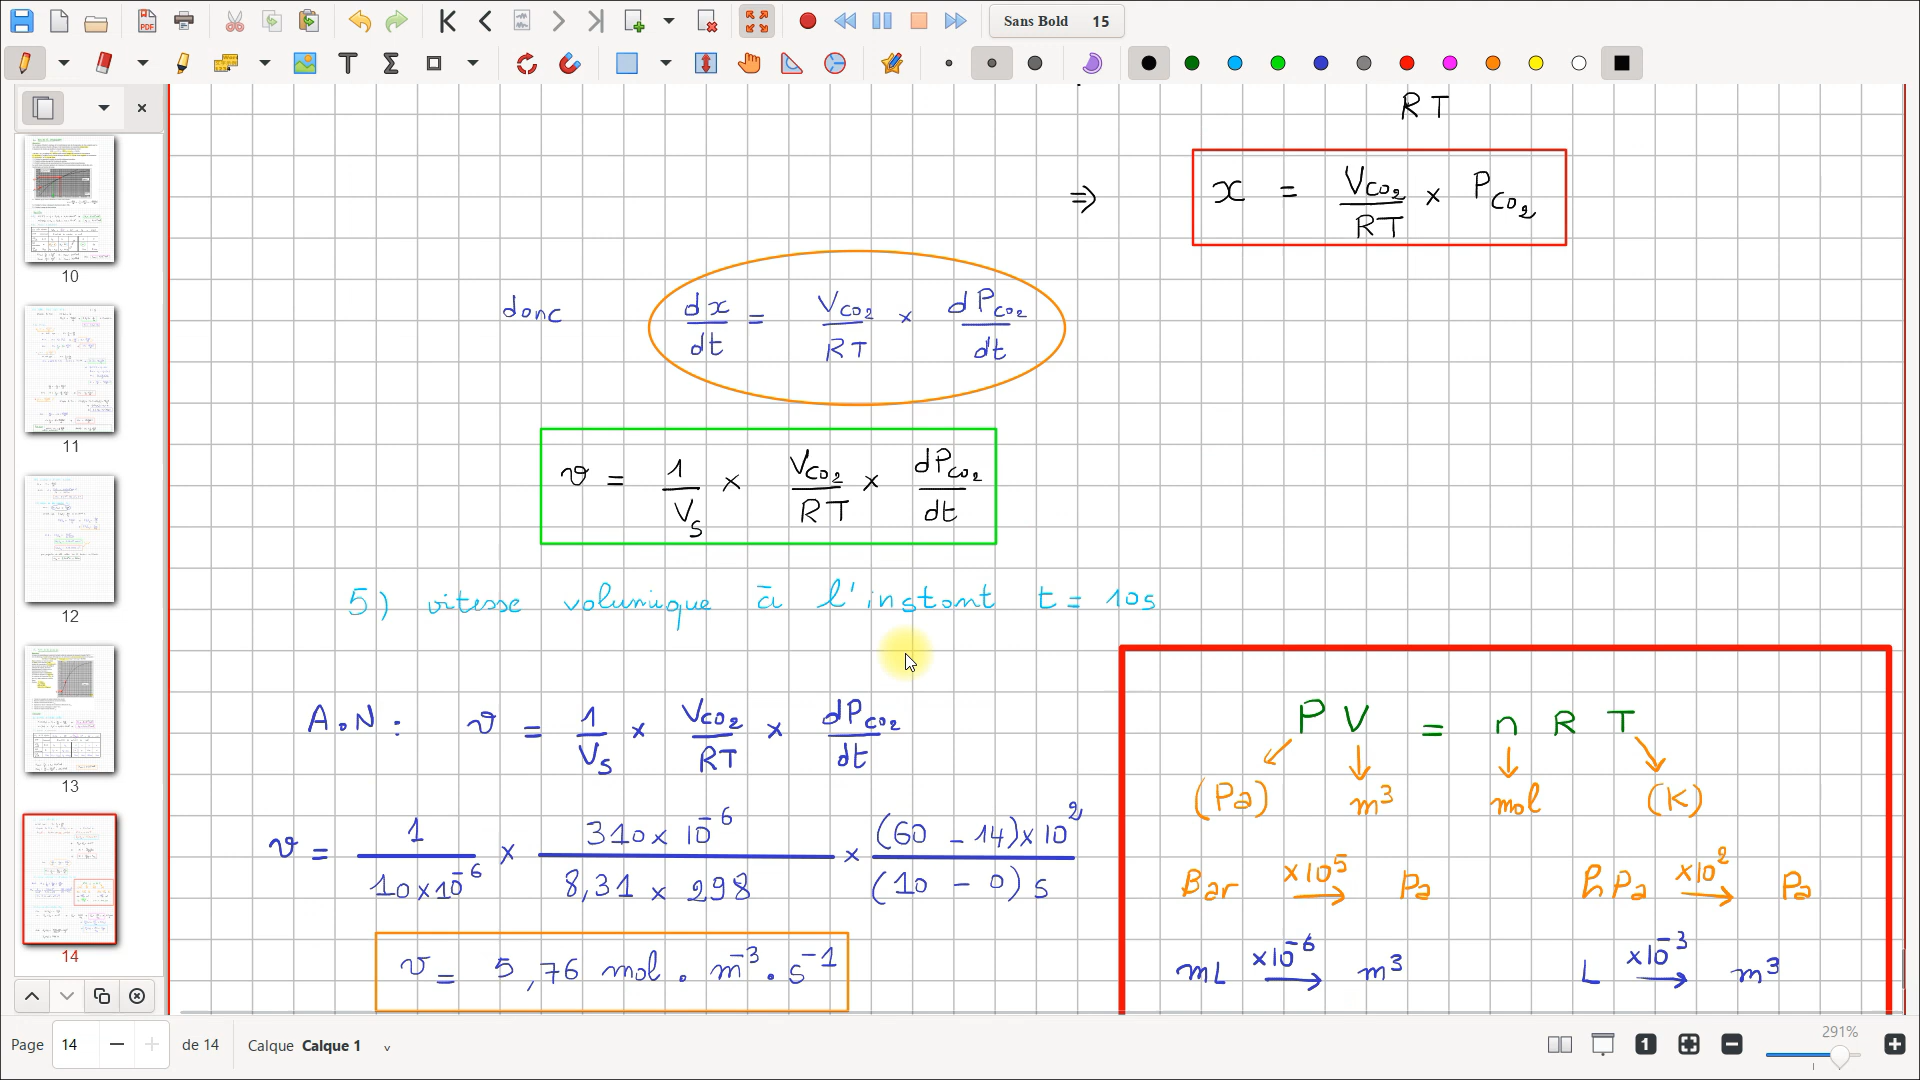 Sans Bold 15
R T
⇒ x = V_CO2 / RT × P_CO2
donc dx/dt = V_CO2 / RT × dP_CO2 / dt
v = 1/V_S × V_CO2 / RT × dP_CO2 / dt
5) vitesse volumique à l'instant t = 10s
A.N : v = 1/V_S × V_CO2 / RT × dP_CO2 / dt
v = 1 / 10×10^-6 × 310×10^-6 / 8,31 × 298 × (60 - 14)×10^2 / (10 - 0) s
v = 5,76 mol . m^-3 . s^-1
P V = n R T
(Pa) m^3 mol (K)
Bar ×10^5 → Pa hPa ×10^2 → Pa
mL ×10^-6 → m^3 L ×10^-3 → m^3
10
11
12
13
14
Page 14 de 14 Calque Calque 1 291%